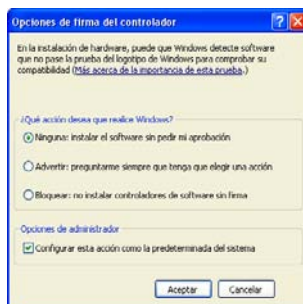 Opciones de firma del controlador
En la instalación de hardware, puede que Windows detecte software
que no pase la prueba del logotipo de Windows para comprobar su
compatibilidad (Más acerca de la importancia de esta prueba.)
¿Qué acción desea que realice Windows?
Ninguna: instalar el software sin pedir mi aprobación
Advertir: preguntarme siempre que tenga que elegir una acción
Bloquear: no instalar controladores de software sin firma
Opciones de administrador
Configurar esta acción como la predeterminada del sistema
Aceptar
Cancelar